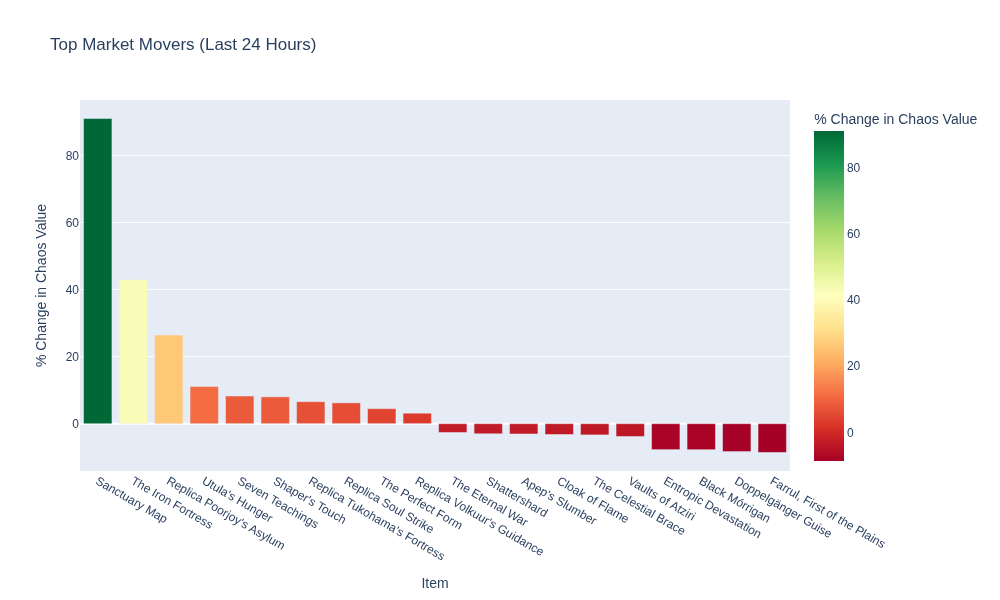 Top Market Movers (Last 24 Hours)
% Change in Chaos Value
80
60
40
20
0
% Change in Chaos Value
80
60
40
20
0
Sanctuary Map
The Iron Fortress
Replica Poorjoy's Asylum
Utula's Hunger
Seven Teachings
Shaper's Touch
Replica Tukohama's Fortress
Replica Soul Strike
The Perfect Form
Replica Volkuur's Guidance
The Eternal War
Shattershard
Apep's Slumber
Cloak of Flame
The Celestial Brace
Vaults of Atziri
Entropic Devastation
Black Mórrigan
Doppelgänger Guise
Farrul, First of the Plains
Item